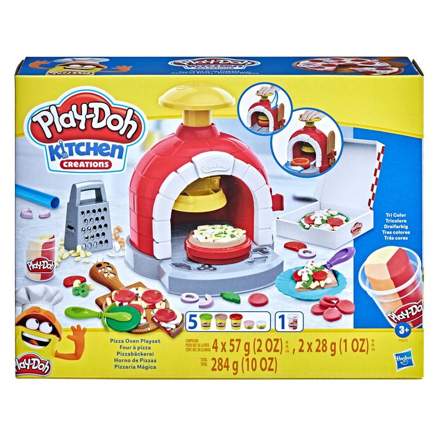 Play-Doh
KITCHEN
CREATIONS
Tri Color
Tricolore
Dreifarbig
Tres colores
Três cores
Play-Doh
3+
Play-Doh
5
1
Pizza Oven Playset
Four à pizza
Pizzabäckerei
Horno de Pizzas
Pizzaria Mágica
4 x 57 g (2 OZ), 2 x 28 g (1 OZ)
284 g (10 OZ)
Hasbro